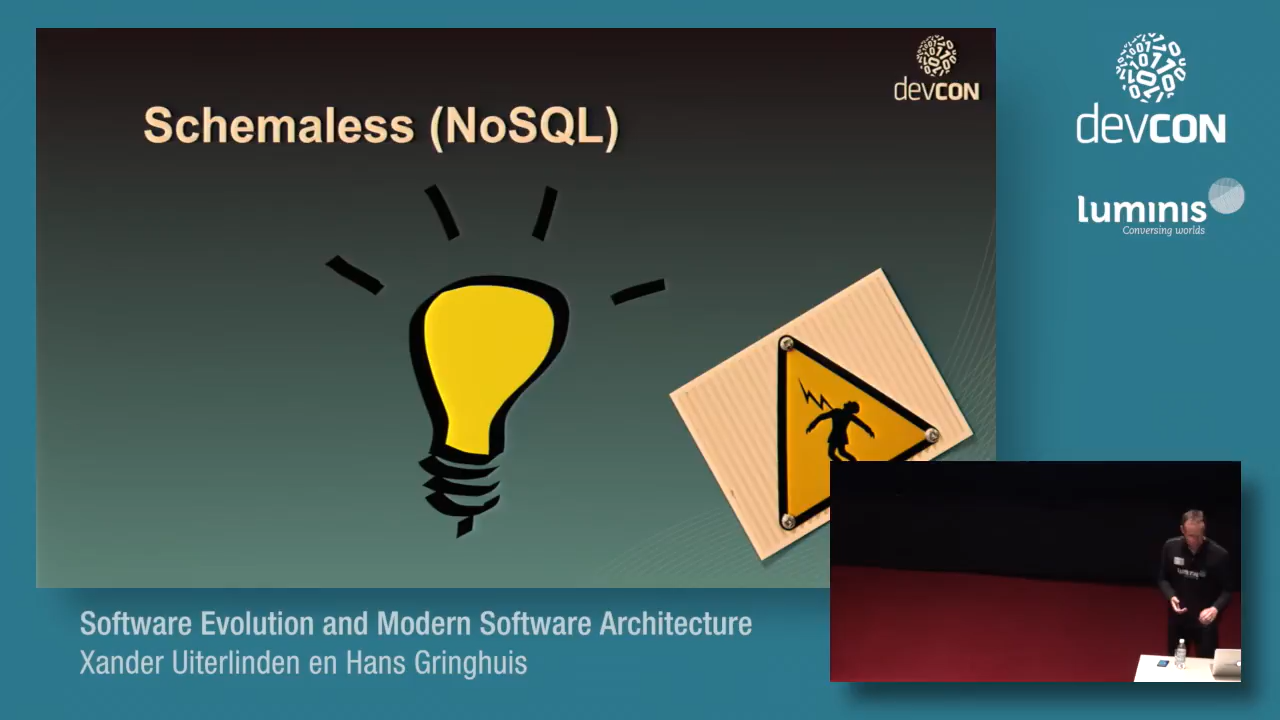 devCON
Schemaless (NoSQL)
devCON
luminis
Conversing worlds
Software Evolution and Modern Software Architecture
Xander Uiterlinden en Hans Gringhuis